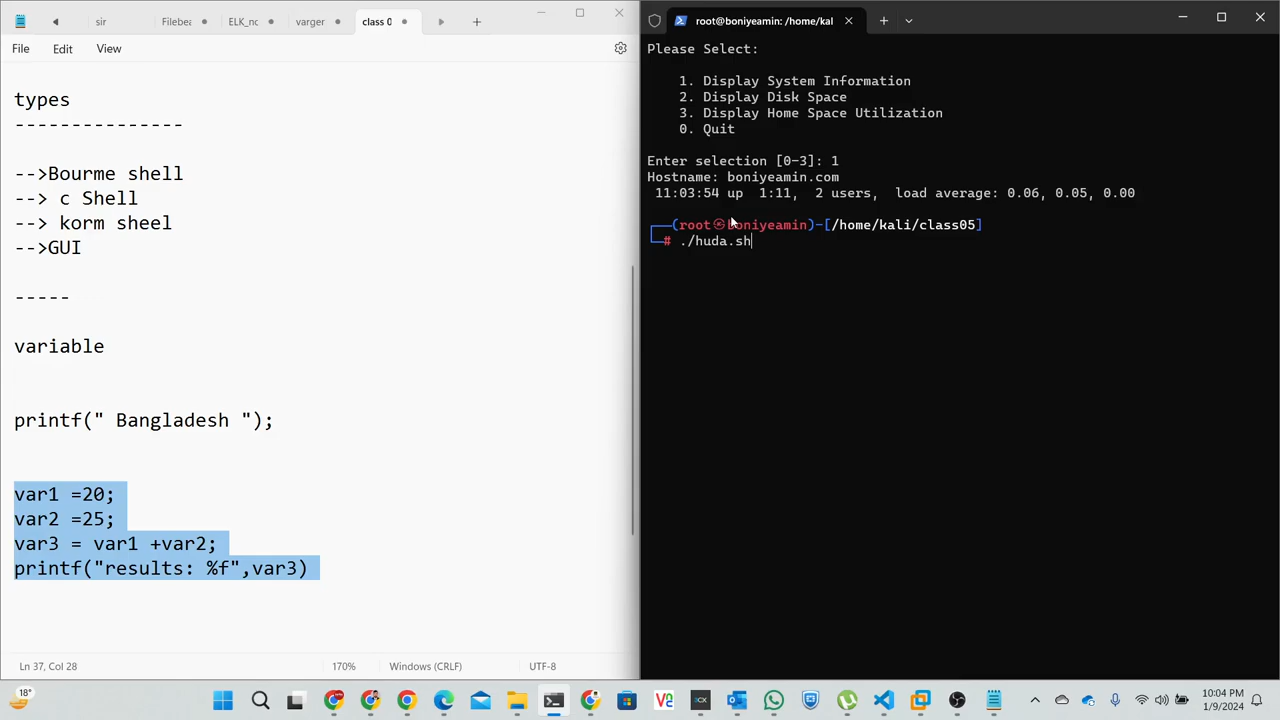 sir
Filebea
ELK_nc
varger
class 0
File
Edit
View
types
---------------
-->Bourme shell
--> c Shell
--> korm sheel
-->GUI
-----
variable
printf(" Bangladesh ");
var1 =20;
var2 =25;
var3 = var1 +var2;
printf("results: %f",var3)
Ln 37, Col 28
170%
Windows (CRLF)
UTF-8
root@boniyeamin: /home/kal
Please Select:
1. Display System Information
2. Display Disk Space
3. Display Home Space Utilization
0. Quit
Enter selection [0-3]: 1
Hostname: boniyeamin.com
11:03:54 up  1:11,  2 users,  load average: 0.06, 0.05, 0.00
┌──(root㉿boniyeamin)-[/home/kali/class05]
└─# ./huda.sh
18°
10:04 PM
1/9/2024